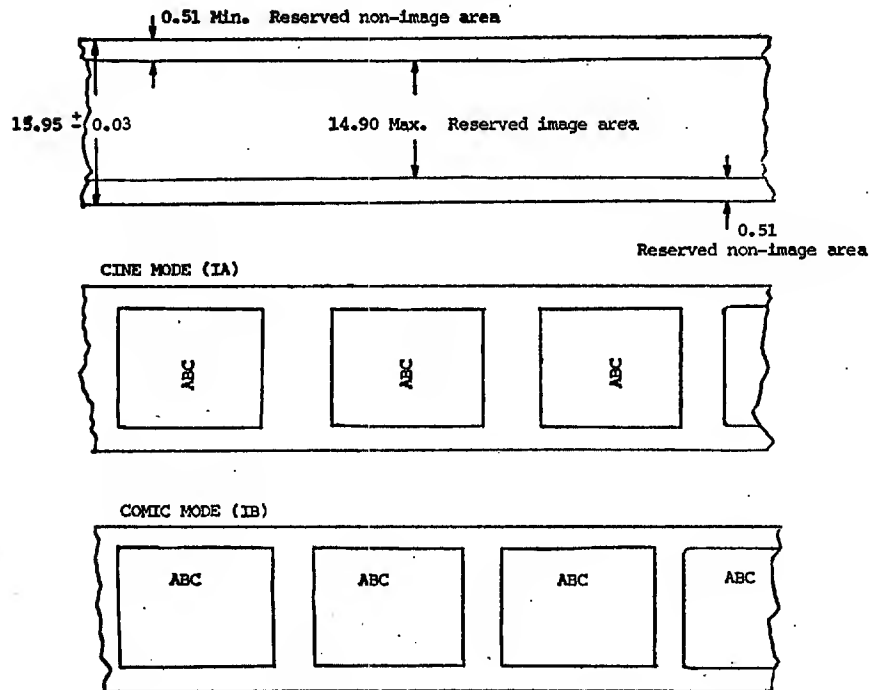 0.51 Min. Reserved non-image area
15.95 ± 0.03
14.90 Max. Reserved image area
0.51
Reserved non-image area
CINE MODE (IA)
ABC
ABC
ABC
COMIC MODE (IB)
ABC
ABC
ABC
ABC